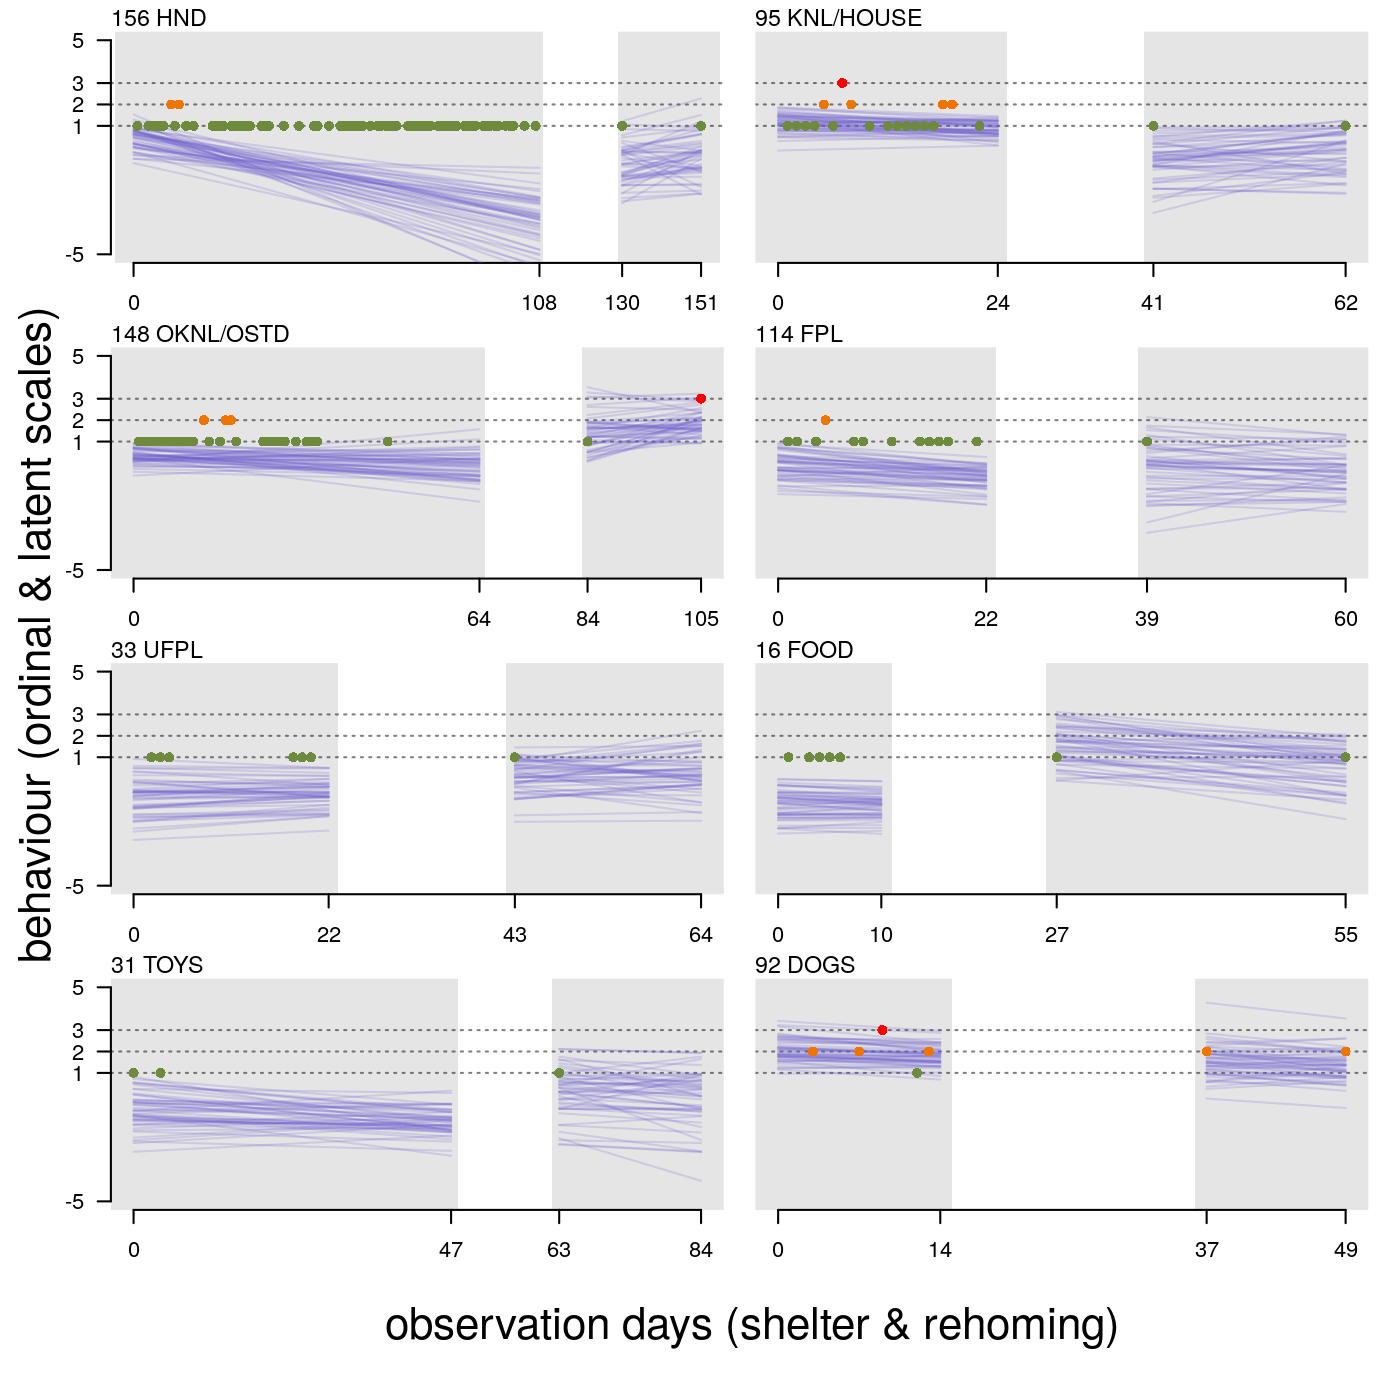 156 HND
95 KNL/HOUSE
5
3
2
1
-5
0 108 130 151
0 24 41 62
148 OKNL/OSTD
114 FPL
5
3
2
1
-5
0 64 84 105
0 22 39 60
33 UFPL
16 FOOD
5
3
2
1
-5
0 22 43 64
0 10 27 55
31 TOYS
92 DOGS
5
3
2
1
-5
0 47 63 84
0 14 37 49
behaviour (ordinal & latent scales)
observation days (shelter & rehoming)